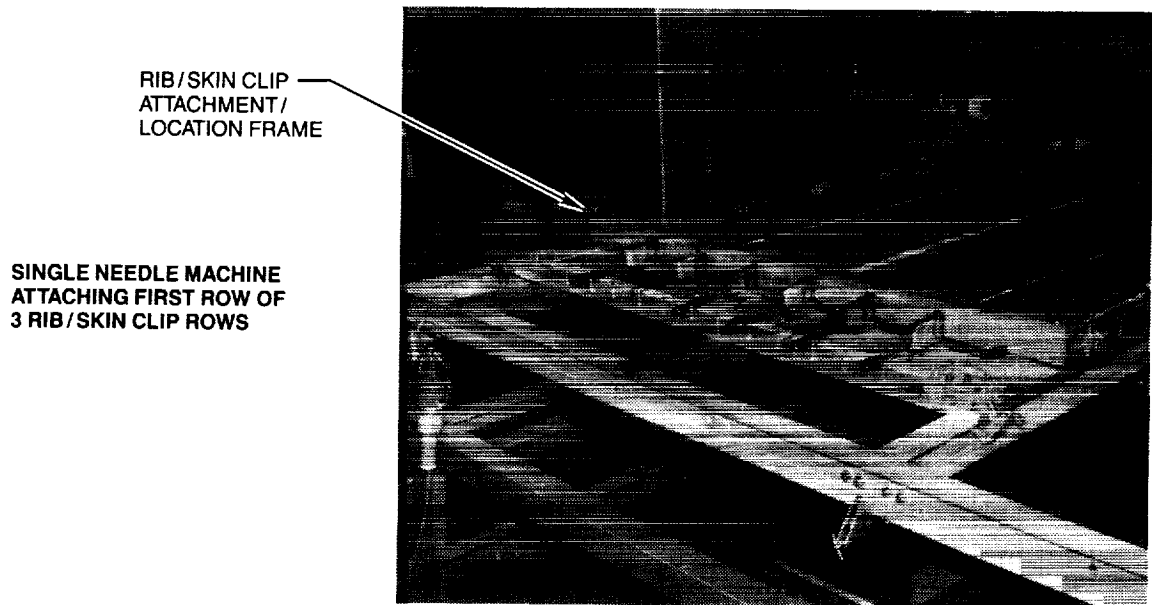 RIB/SKIN CLIP
ATTACHMENT/
LOCATION FRAME
SINGLE NEEDLE MACHINE
ATTACHING FIRST ROW OF
3 RIB/SKIN CLIP ROWS